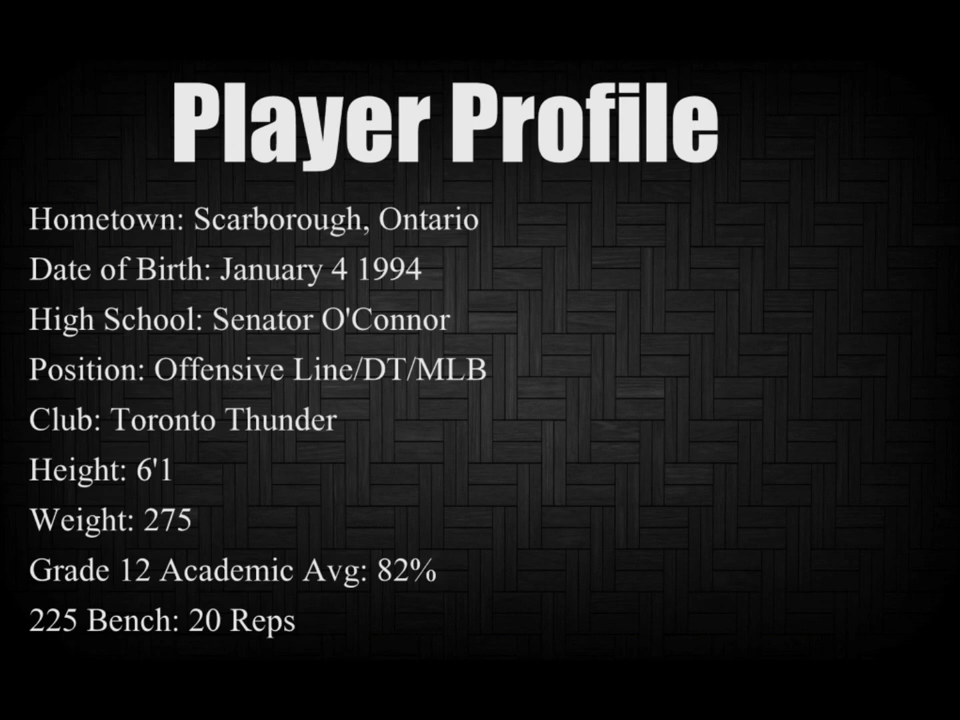 Player Profile
Hometown: Scarborough, Ontario
Date of Birth: January 4 1994
High School: Senator O'Connor
Position: Offensive Line/DT/MLB
Club: Toronto Thunder
Height: 6'1
Weight: 275
Grade 12 Academic Avg: 82%
225 Bench: 20 Reps